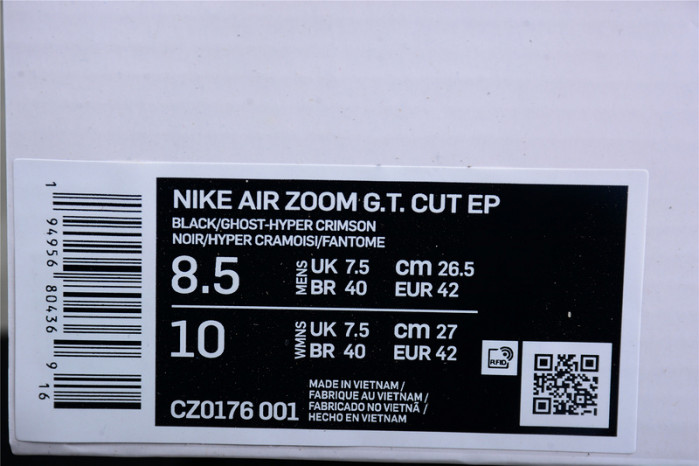 NIKE AIR ZOOM G.T. CUT EP
BLACK/GHOST-HYPER CRIMSON
NOIR/HYPER CRAMOISI/FANTOME
8.5 MENS UK 7.5 cm 26.5
BR 40 EUR 42
10 WMNS UK 7.5 cm 27
BR 40 EUR 42
RFID
MADE IN VIETNAM /
FABRIQUE AU VIETNAM /
FABRICADO NO VIETNÃ /
HECHO EN VIETNAM
CZ0176 001
1 94956 80436 9 16